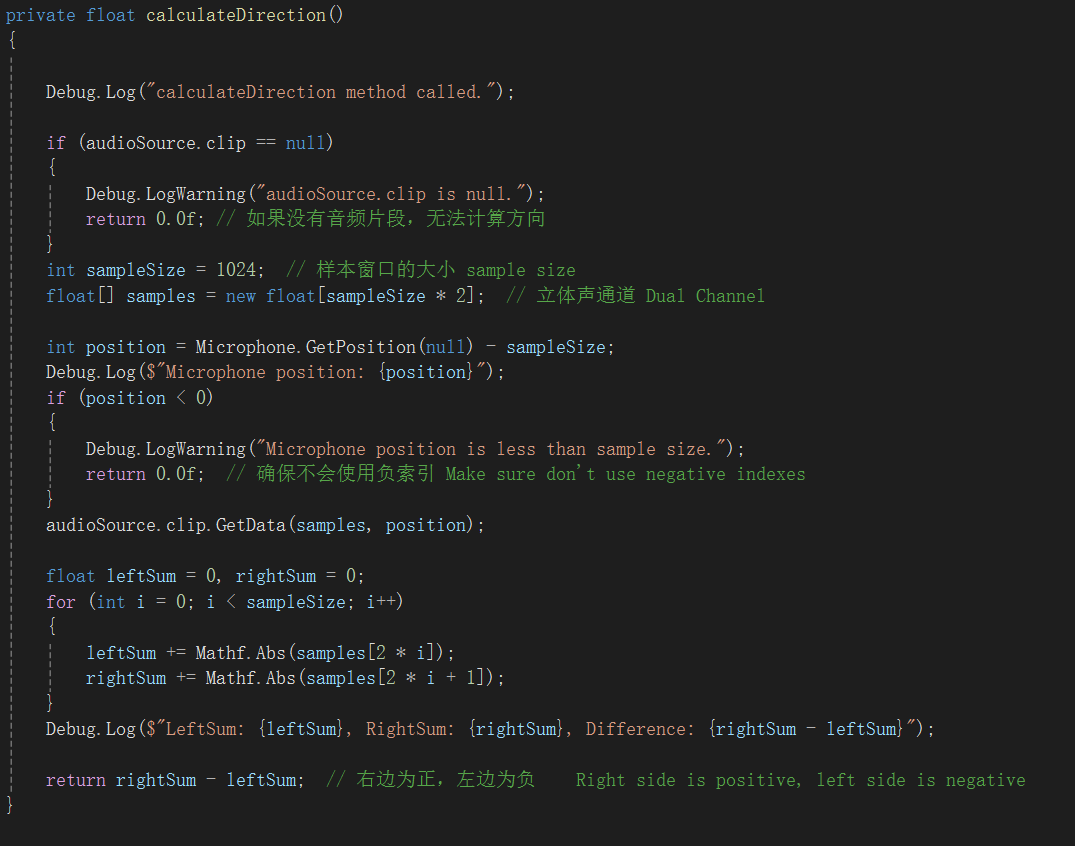 private float calculateDirection()
{
Debug.Log("calculateDirection method called.");
if (audioSource.clip == null)
{
Debug.LogWarning("audioSource.clip is null.");
return 0.0f; // 如果没有音频片段，无法计算方向
}
int sampleSize = 1024;  // 样本窗口的大小 sample size
float[] samples = new float[sampleSize * 2];  // 立体声通道 Dual Channel
int position = Microphone.GetPosition(null) - sampleSize;
Debug.Log($"Microphone position: {position}");
if (position < 0)
{
Debug.LogWarning("Microphone position is less than sample size.");
return 0.0f;  // 确保不会使用负索引 Make sure don't use negative indexes
}
audioSource.clip.GetData(samples, position);
float leftSum = 0, rightSum = 0;
for (int i = 0; i < sampleSize; i++)
{
leftSum += Mathf.Abs(samples[2 * i]);
rightSum += Mathf.Abs(samples[2 * i + 1]);
}
Debug.Log($"LeftSum: {leftSum}, RightSum: {rightSum}, Difference: {rightSum - leftSum}");
return rightSum - leftSum;  // 右边为正，左边为负    Right side is positive, left side is negative
}